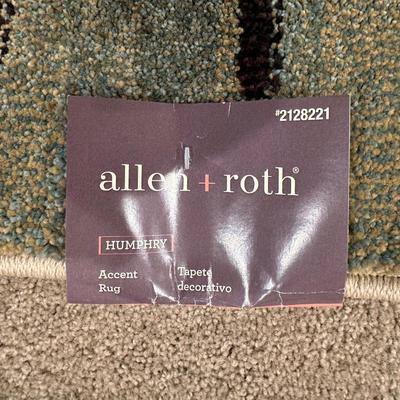 #2128221
allen + roth®
HUMPHRY
Accent
Rug
Tapete
decorativo